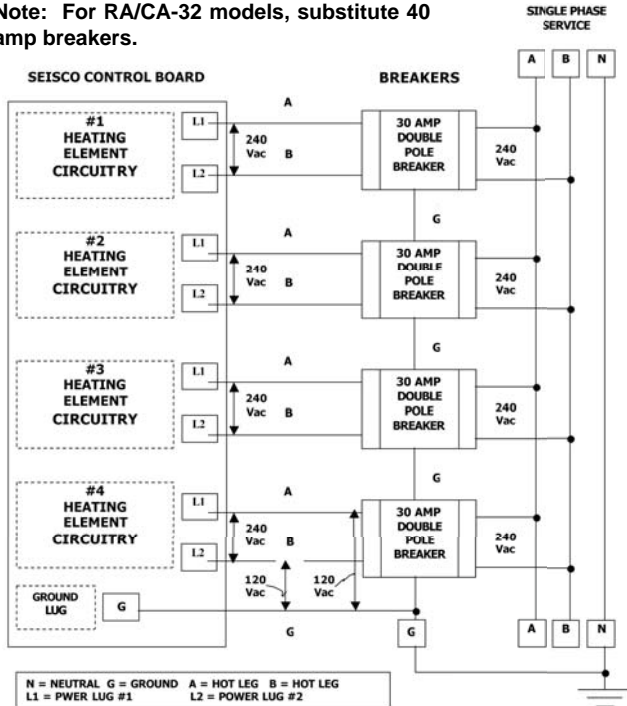 Note: For RA/CA-32 models, substitute 40
amp breakers.
SINGLE PHASE
SERVICE
A B N
SEISCO CONTROL BOARD
BREAKERS
#1
HEATING
ELEMENT
CIRCUITRY
L1
L2
A
240
Vac
B
30 AMP
DOUBLE
POLE
BREAKER
240
Vac
G
#2
HEATING
ELEMENT
CIRCUITRY
L1
L2
A
240
Vac
B
30 AMP
DOUBLE
POLE
BREAKER
240
Vac
G
#3
HEATING
ELEMENT
CIRCUITRY
L1
L2
A
240
Vac
B
30 AMP
DOUBLE
POLE
BREAKER
240
Vac
G
#4
HEATING
ELEMENT
CIRCUITRY
L1
L2
A
240
Vac
B
120
Vac
120
Vac
30 AMP
DOUBLE
POLE
BREAKER
240
Vac
GROUND
LUG
G
G
G
A B N
N = NEUTRAL G = GROUND A = HOT LEG B = HOT LEG
L1 = PWER LUG #1 L2 = POWER LUG #2